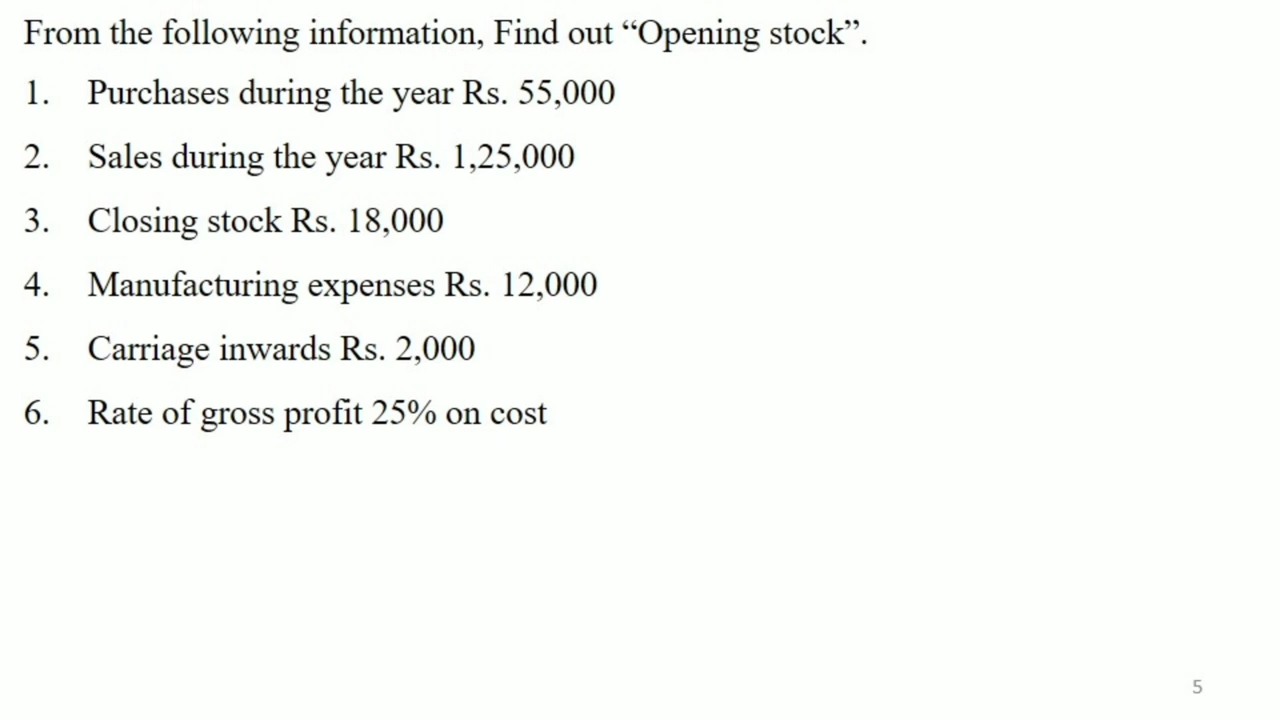 From the following information, Find out “Opening stock”.
1. Purchases during the year Rs. 55,000
2. Sales during the year Rs. 1,25,000
3. Closing stock Rs. 18,000
4. Manufacturing expenses Rs. 12,000
5. Carriage inwards Rs. 2,000
6. Rate of gross profit 25% on cost
5